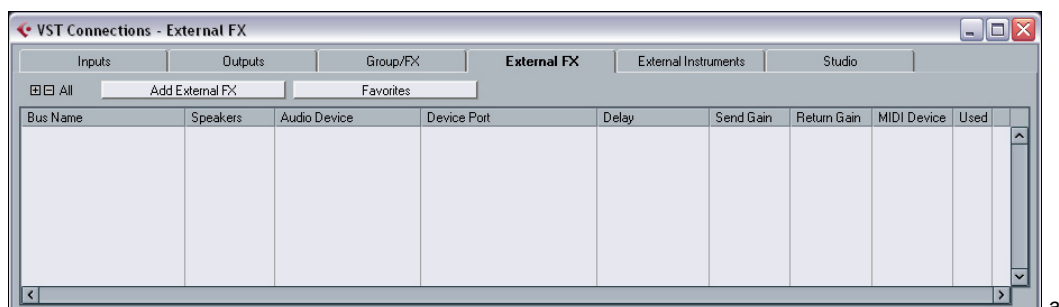 VST Connections - External FX
Inputs Outputs Group/FX External FX External Instruments Studio
All Add External FX Favorites
Bus Name Speakers Audio Device Device Port Delay Send Gain Return Gain MIDI Device Used
a